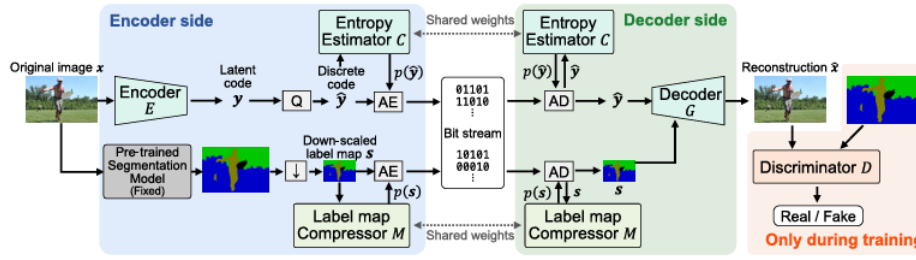 Encoder side
Shared weights
Decoder side
Entropy
Estimator C
Entropy
Estimator C
Original image x
Latent
code
Discrete
code
p(ŷ)
p(ŷ)
ŷ
Reconstruction x̂
Encoder
E
y
Q
ŷ
AE
01101
11010
⋮
AD
ŷ
Decoder
G
Bit stream
Pre-trained
Segmentation
Model
(Fixed)
Down-scaled
label map s
↓
AE
10101
00010
⋮
AD
s
Discriminator D
p(s)
p(s)
s
Label map
Compressor M
Shared weights
Label map
Compressor M
Real / Fake
Only during training